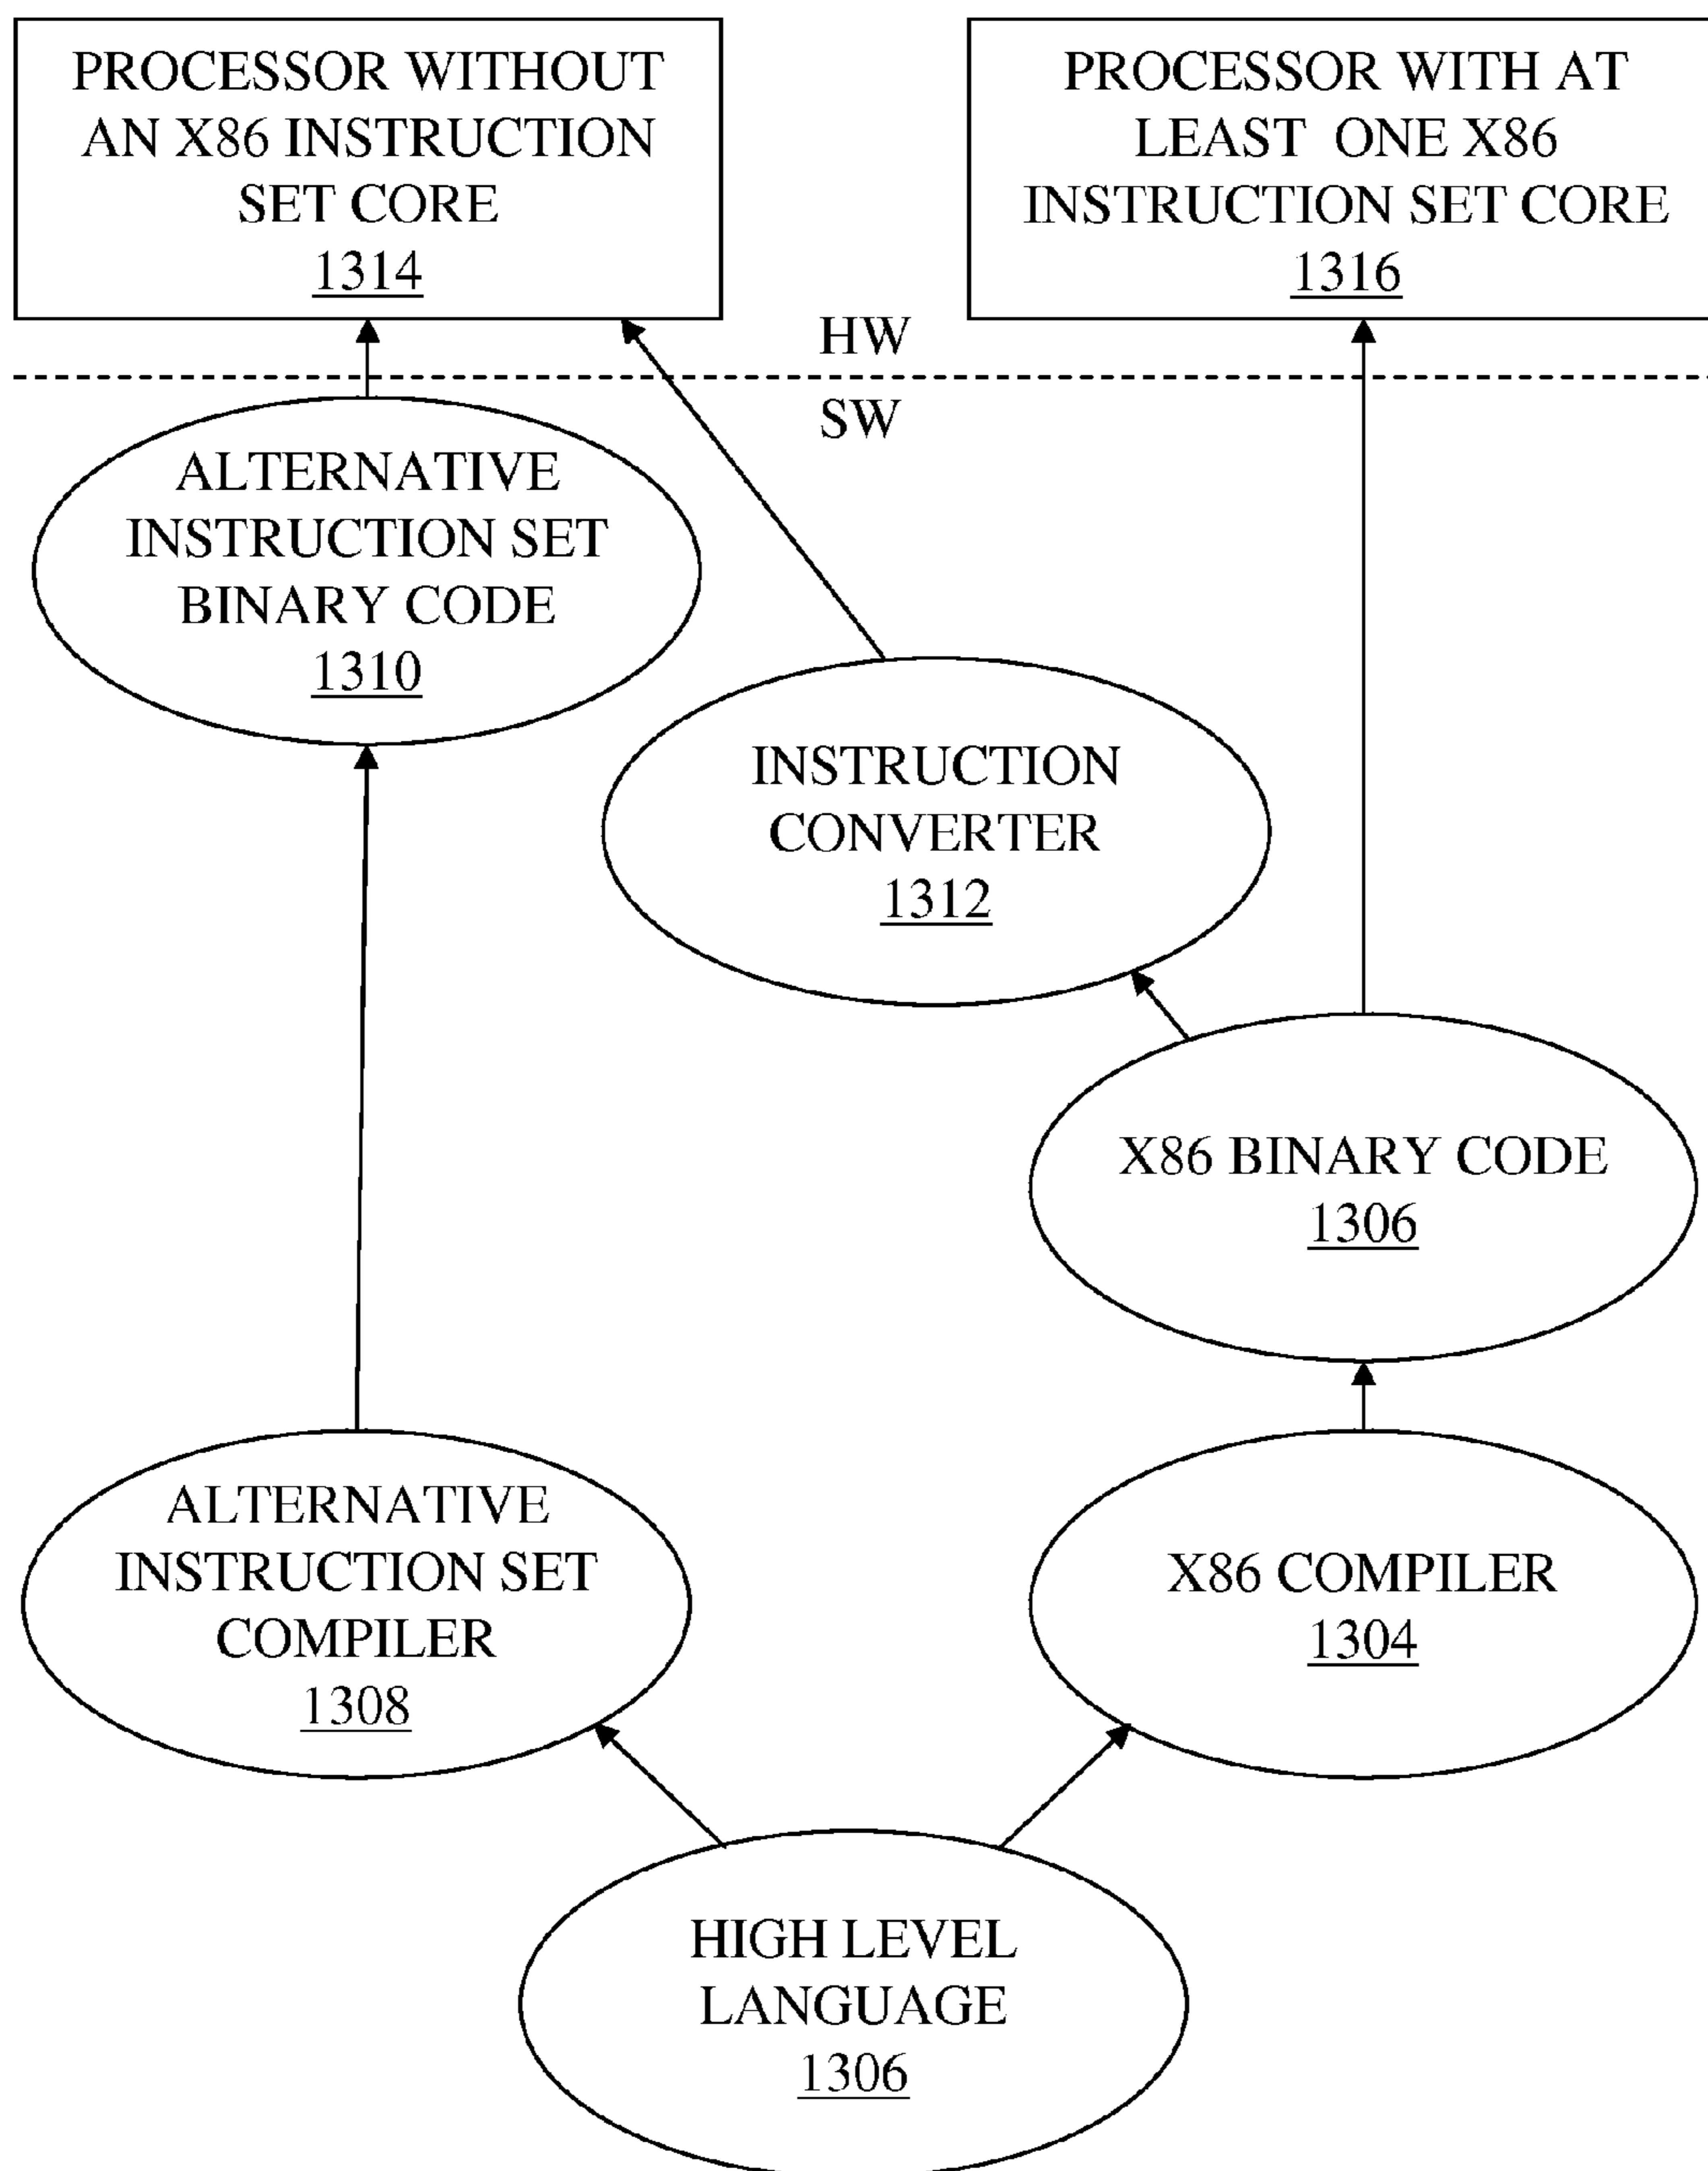 PROCESSOR WITHOUT
AN X86 INSTRUCTION
SET CORE
1314
PROCESSOR WITH AT
LEAST ONE X86
INSTRUCTION SET CORE
1316
HW
SW
ALTERNATIVE
INSTRUCTION SET
BINARY CODE
1310
INSTRUCTION
CONVERTER
1312
X86 BINARY CODE
1306
ALTERNATIVE
INSTRUCTION SET
COMPILER
1308
X86 COMPILER
1304
HIGH LEVEL
LANGUAGE
1306